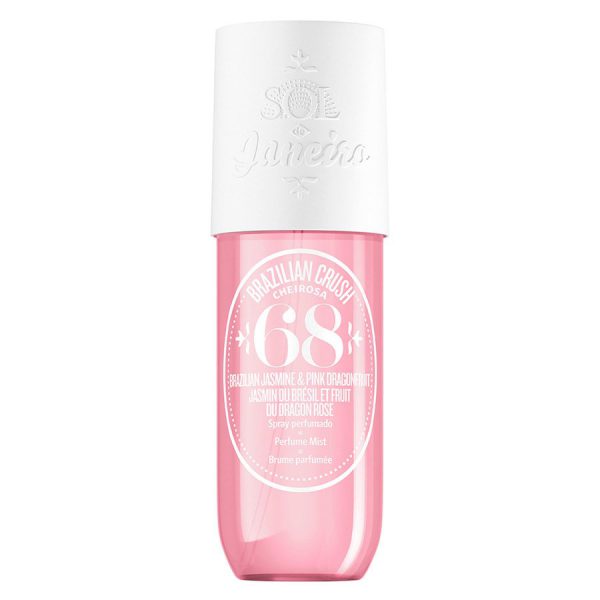 SOL
de
Janeiro
BRAZILIAN CRUSH
CHEIROSA
68
BRAZILIAN JASMINE & PINK DRAGONFRUIT
JASMIN DU BRÉSIL ET FRUIT
DU DRAGON ROSE
Spray perfumado
Perfume Mist
Brume parfumée